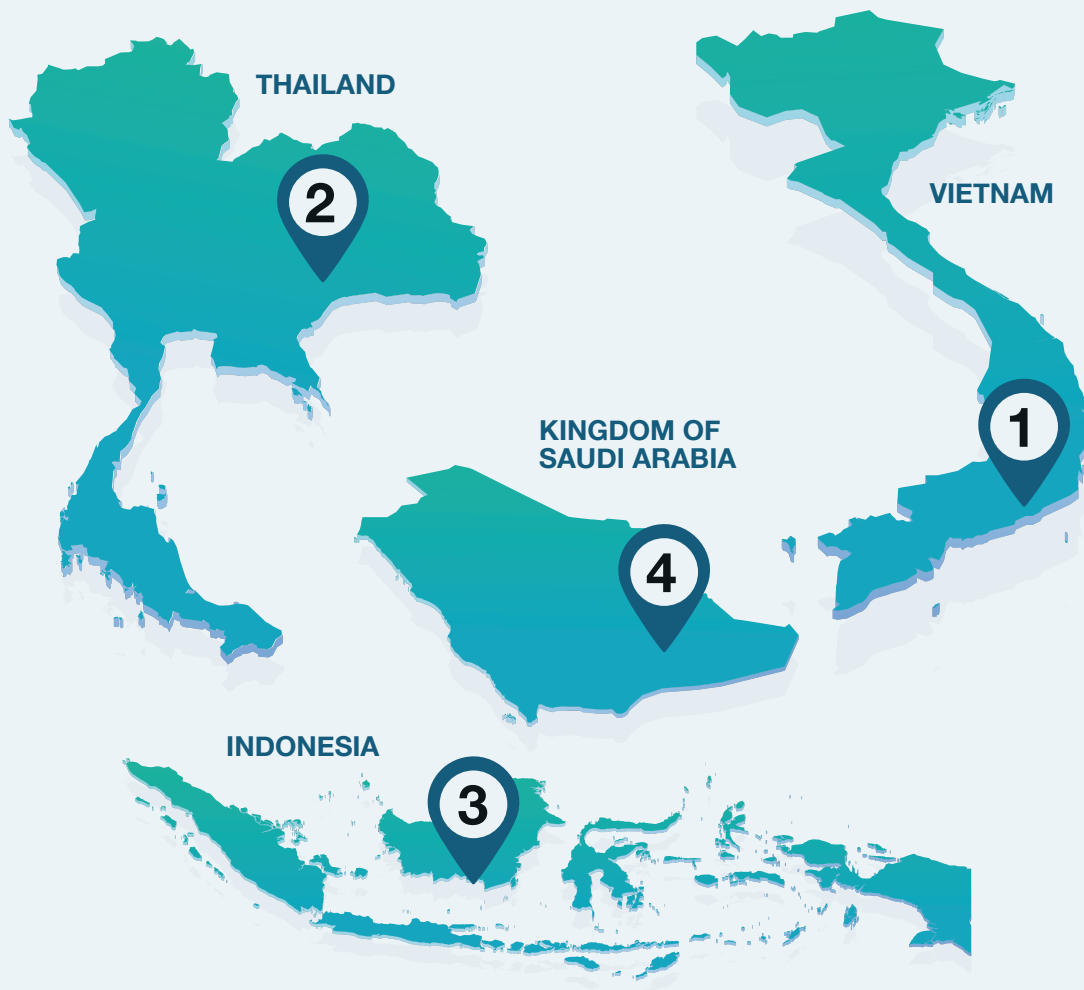 THAILAND
2
VIETNAM
1
KINGDOM OF
SAUDI ARABIA
4
INDONESIA
3